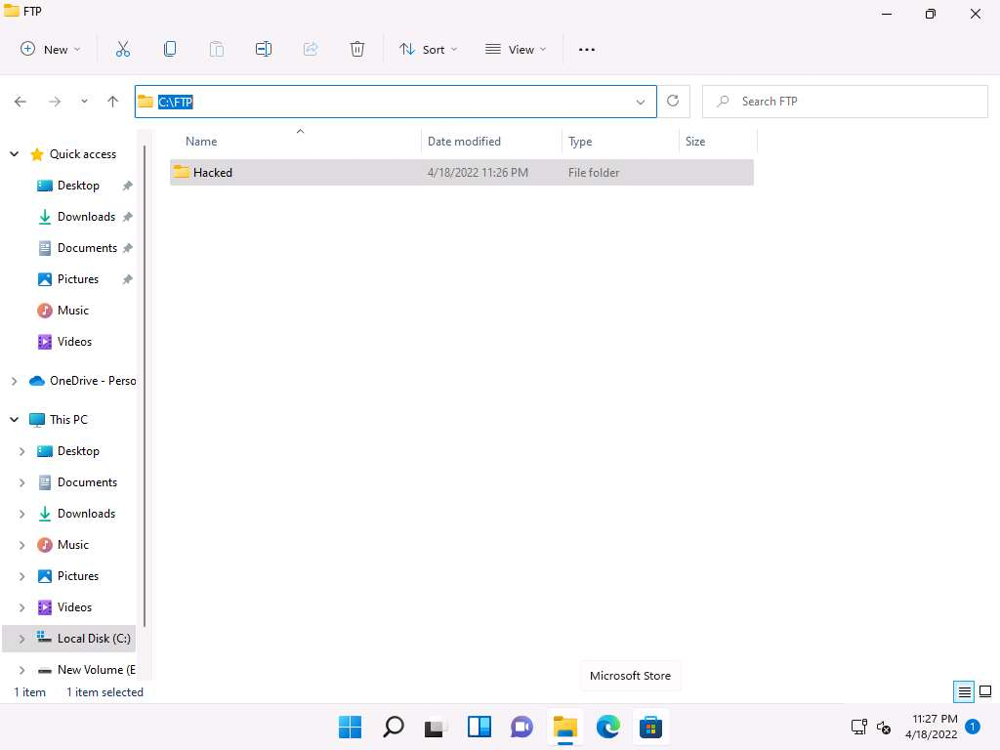 FTP
New
Sort
View
C:\FTP
Search FTP
Name
Date modified
Type
Size
Hacked
4/18/2022 11:26 PM
File folder
Quick access
Desktop
Downloads
Documents
Pictures
Music
Videos
OneDrive - Perso
This PC
Desktop
Documents
Downloads
Music
Pictures
Videos
Local Disk (C:)
New Volume (E
Microsoft Store
1 item
1 item selected
11:27 PM
4/18/2022
1